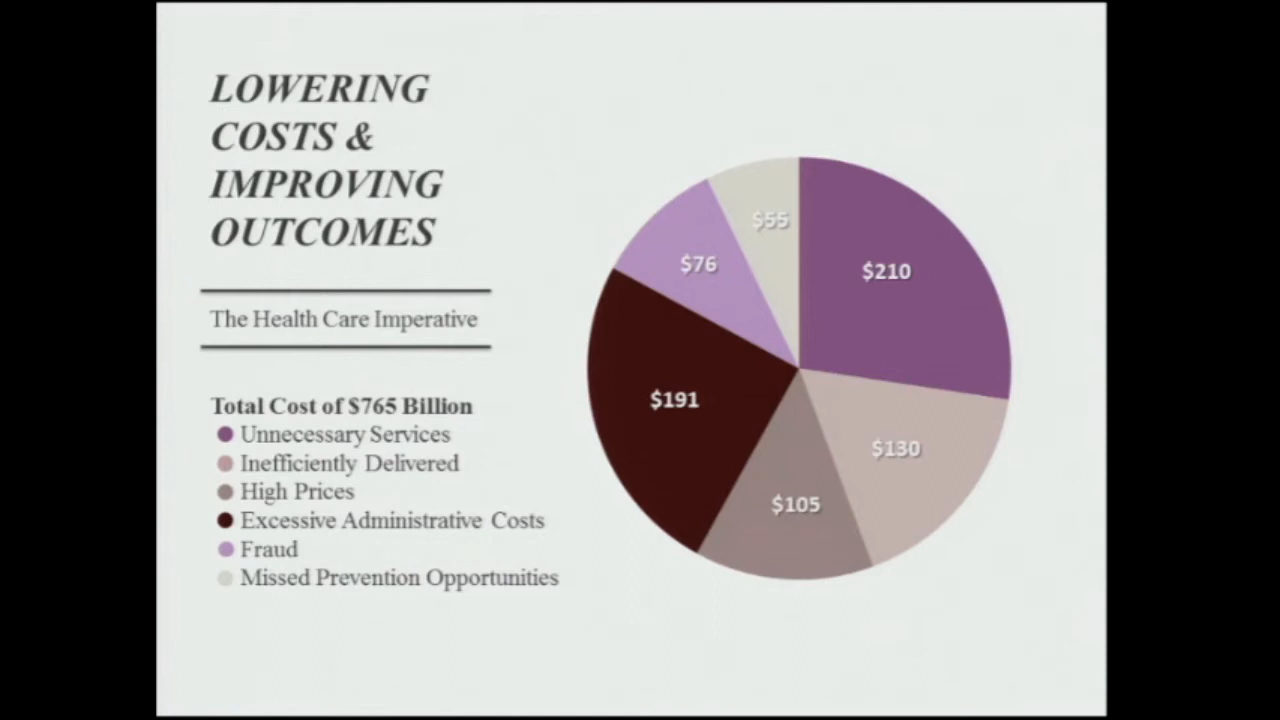 LOWERING
COSTS &
IMPROVING
OUTCOMES
The Health Care Imperative
Total Cost of $765 Billion
Unnecessary Services
Inefficiently Delivered
High Prices
Excessive Administrative Costs
Fraud
Missed Prevention Opportunities
$55
$76
$210
$191
$130
$105